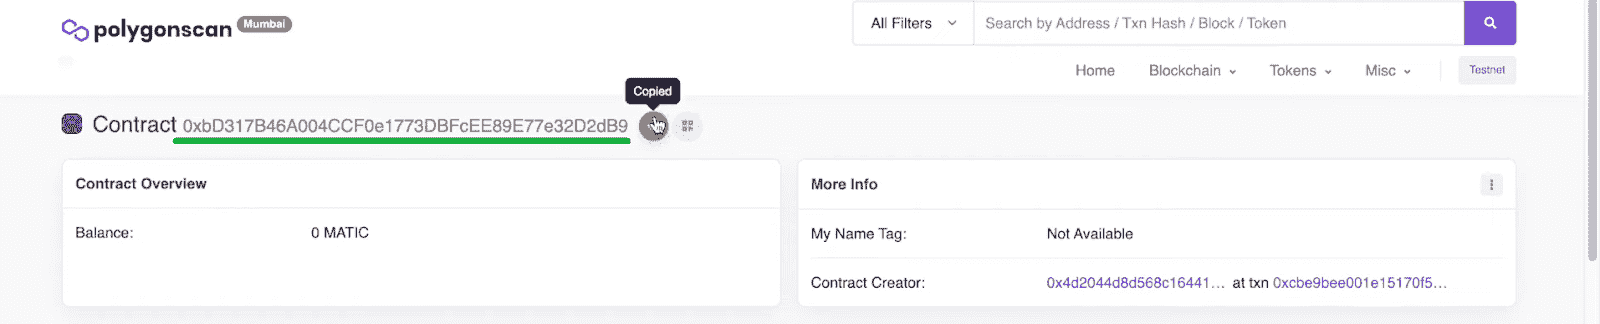 polygonscan Mumbai
All Filters Search by Address / Txn Hash / Block / Token
Home Blockchain Tokens Misc Testnet
Copied
Contract 0xbD317B46A004CCF0e1773DBFcEE89E77e32D2dB9
Contract Overview
Balance: 0 MATIC
More Info
My Name Tag: Not Available
Contract Creator: 0x4d2044d8d568c16441... at txn 0xcbe9bee001e15170f5...